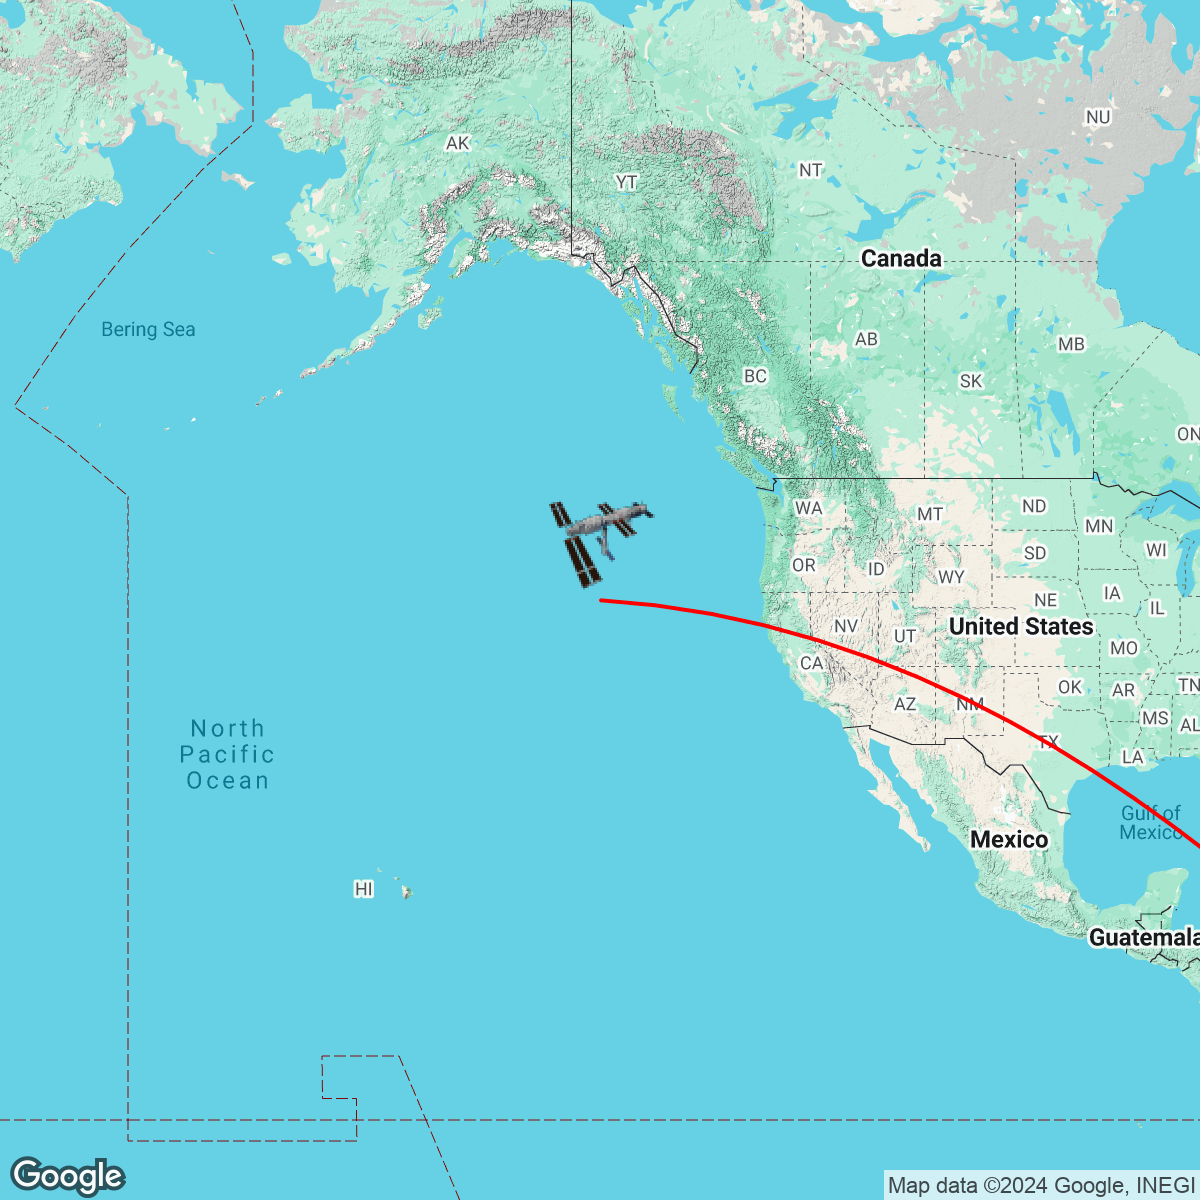 NU
AK
NT
YT
Canada
Bering Sea
AB
MB
BC
SK
ON
WA
MT
ND
MN
WI
SD
OR
ID
WY
IA
NE
IL
NV
UT
United States
CA
MO
OK
AR
TN
AZ
NM
MS
AL
North
Pacific
Ocean
TX
LA
Gulf of
Mexico
Mexico
HI
Guatemala
Google
Map data ©2024 Google, INEGI